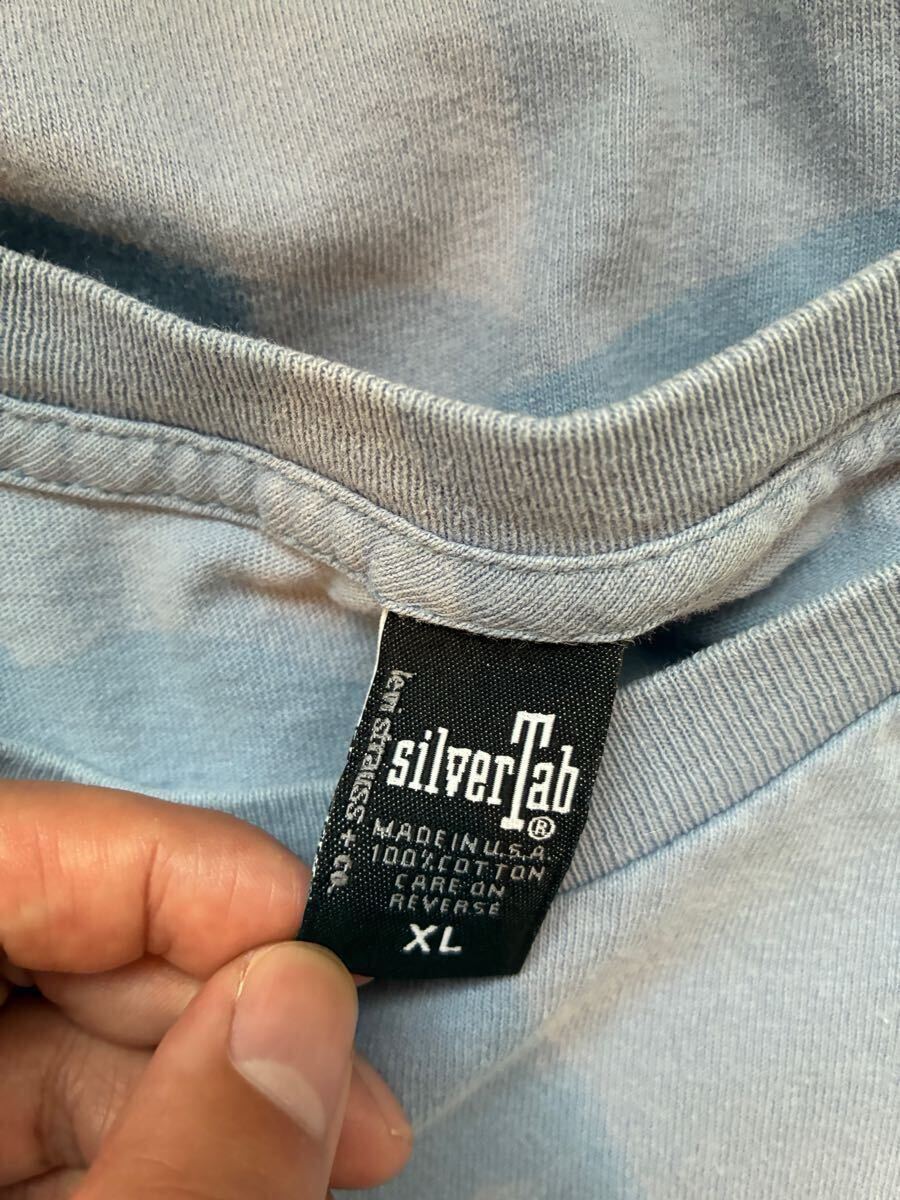 levi strauss + co.
silverTab®
MADE IN U.S.A.
100% COTTON
CARE ON
REVERSE
XL